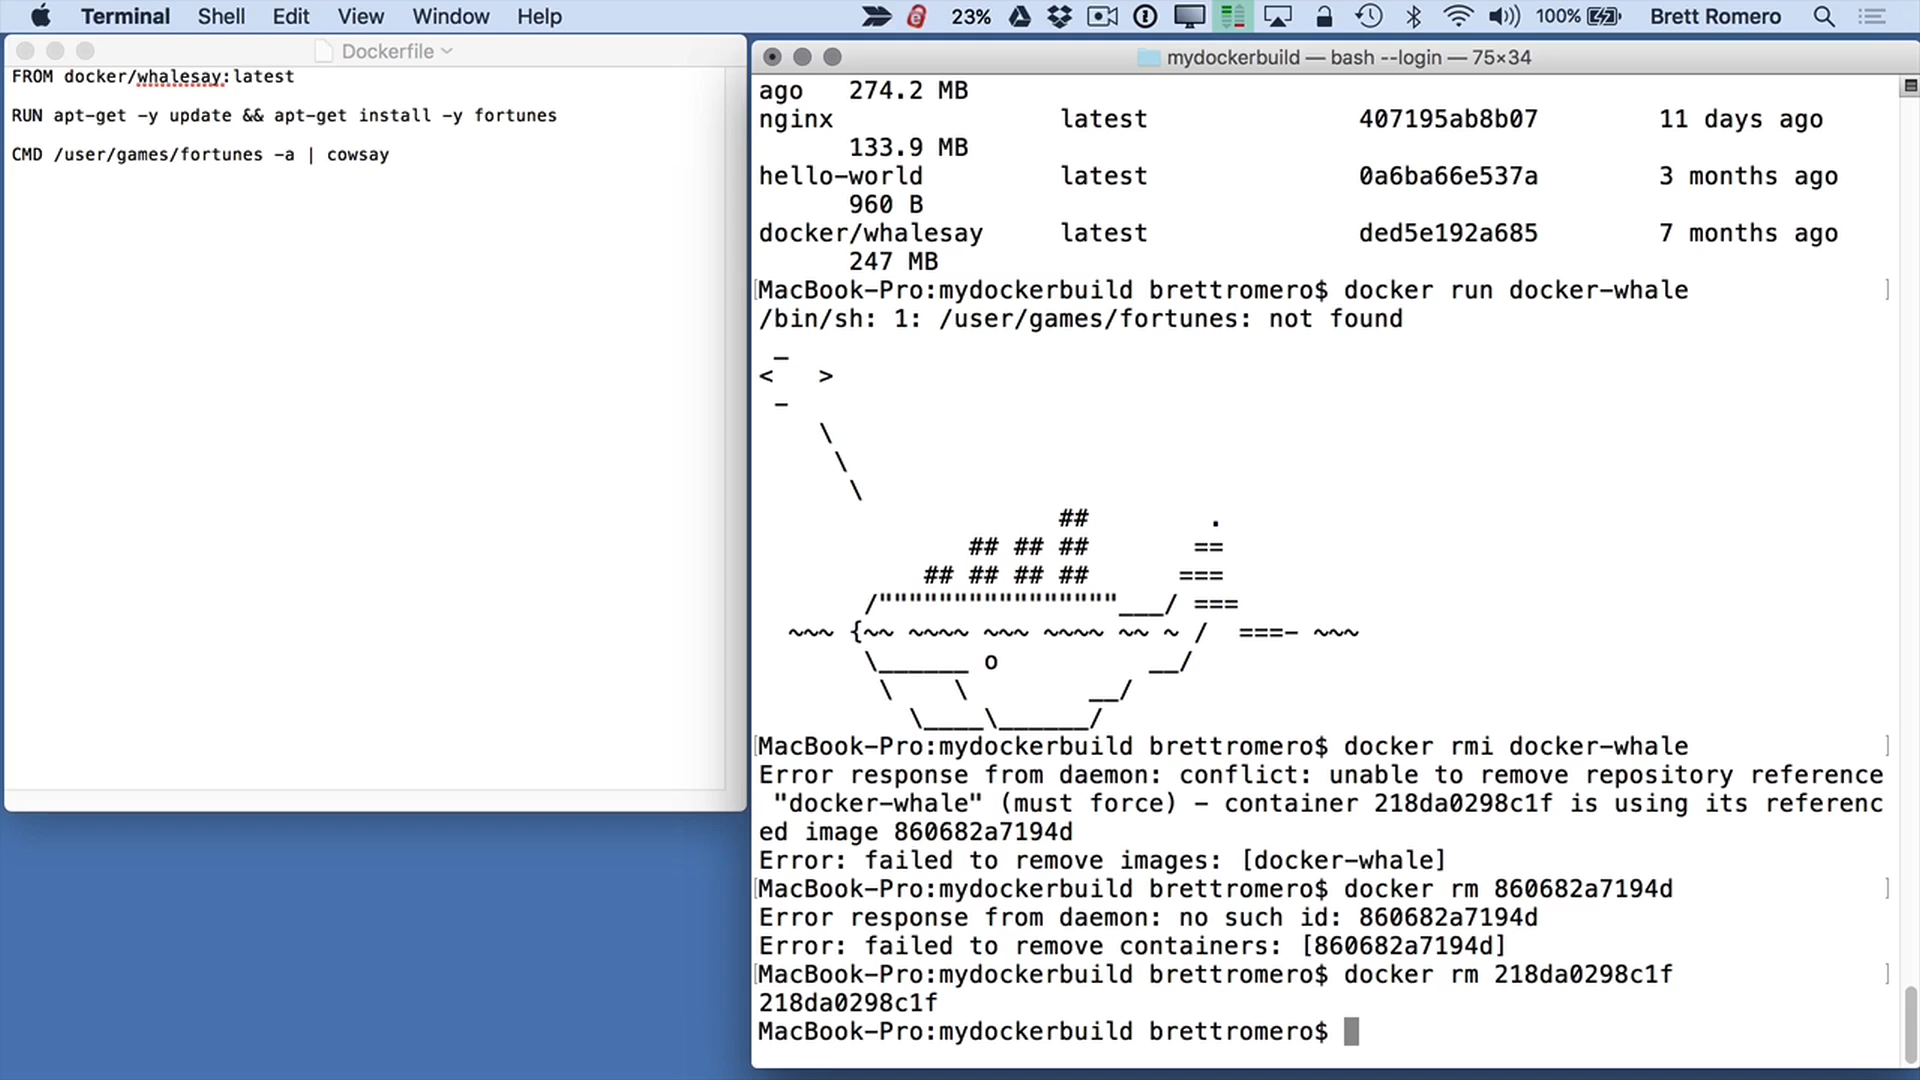 Terminal Shell Edit View Window Help 23% 100% Brett Romero
Dockerfile
FROM docker/whalesay:latest
RUN apt-get -y update && apt-get install -y fortunes
CMD /user/games/fortunes -a | cowsay
mydockerbuild — bash --login — 75×34
ago   274.2 MB
nginx               latest              407195ab8b07        11 days ago
      133.9 MB
hello-world         latest              0a6ba66e537a        3 months ago
      960 B
docker/whalesay     latest              ded5e192a685        7 months ago
      247 MB
[MacBook-Pro:mydockerbuild brettromero$ docker run docker-whale             ]
/bin/sh: 1: /user/games/fortunes: not found
 _
<   >
 -
    \
     \
      \
                    ##        .
              ## ## ##       ==
           ## ## ## ##      ===
       /""""""""""""""""___/ ===
  ~~~ {~~ ~~~~ ~~~ ~~~~ ~~ ~ /  ===- ~~~
       \______ o          __/
        \    \        __/
          \____\______/
[MacBook-Pro:mydockerbuild brettromero$ docker rmi docker-whale             ]
Error response from daemon: conflict: unable to remove repository reference
 "docker-whale" (must force) - container 218da0298c1f is using its referenc
ed image 860682a7194d
Error: failed to remove images: [docker-whale]
[MacBook-Pro:mydockerbuild brettromero$ docker rm 860682a7194d              ]
Error response from daemon: no such id: 860682a7194d
Error: failed to remove containers: [860682a7194d]
[MacBook-Pro:mydockerbuild brettromero$ docker rm 218da0298c1f              ]
218da0298c1f
MacBook-Pro:mydockerbuild brettromero$